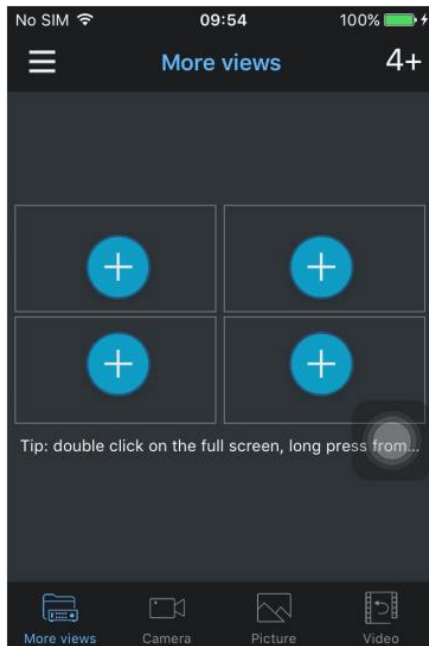 No SIM 09:54 100%
More views 4+
Tip: double click on the full screen, long press from...
More views Camera Picture Video